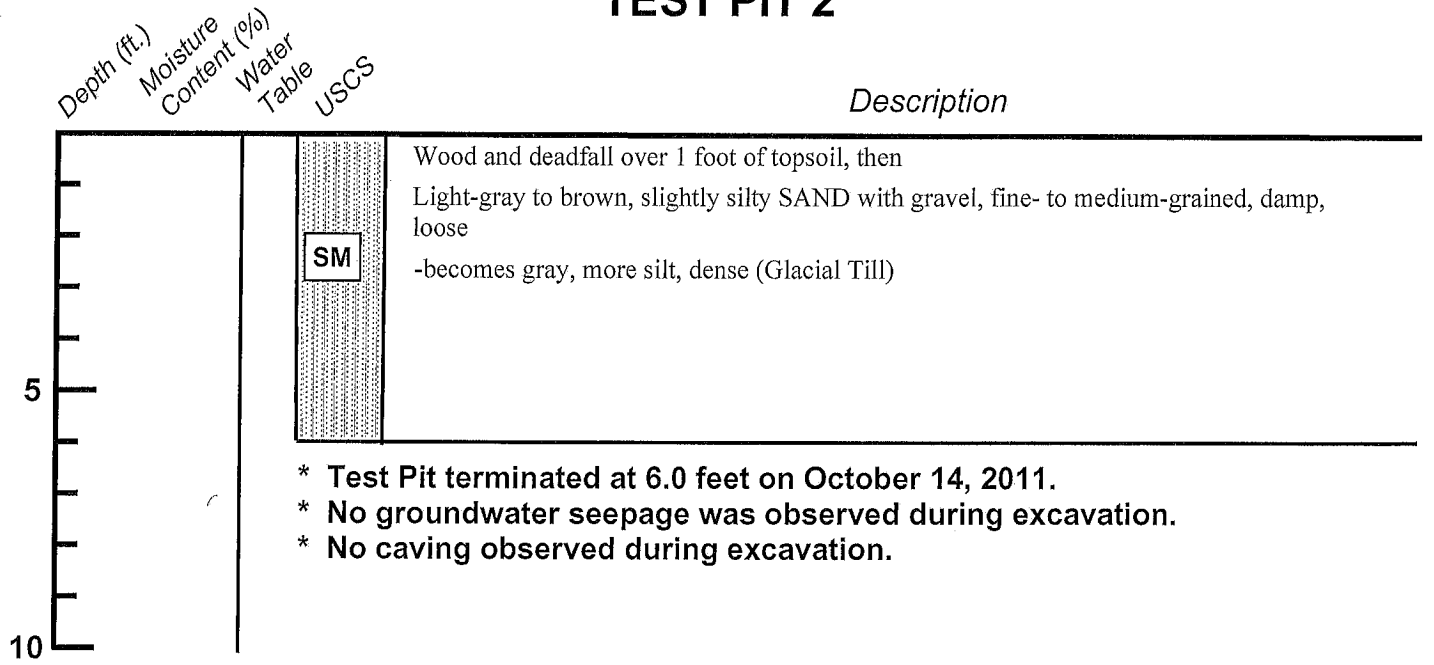 TEST PIT 2
Depth (ft.)
Moisture
Content (%)
Water
Table
USCS
Description
Wood and deadfall over 1 foot of topsoil, then
Light-gray to brown, slightly silty SAND with gravel, fine- to medium-grained, damp,
loose
SM
-becomes gray, more silt, dense (Glacial Till)
5
* Test Pit terminated at 6.0 feet on October 14, 2011.
* No groundwater seepage was observed during excavation.
* No caving observed during excavation.
10